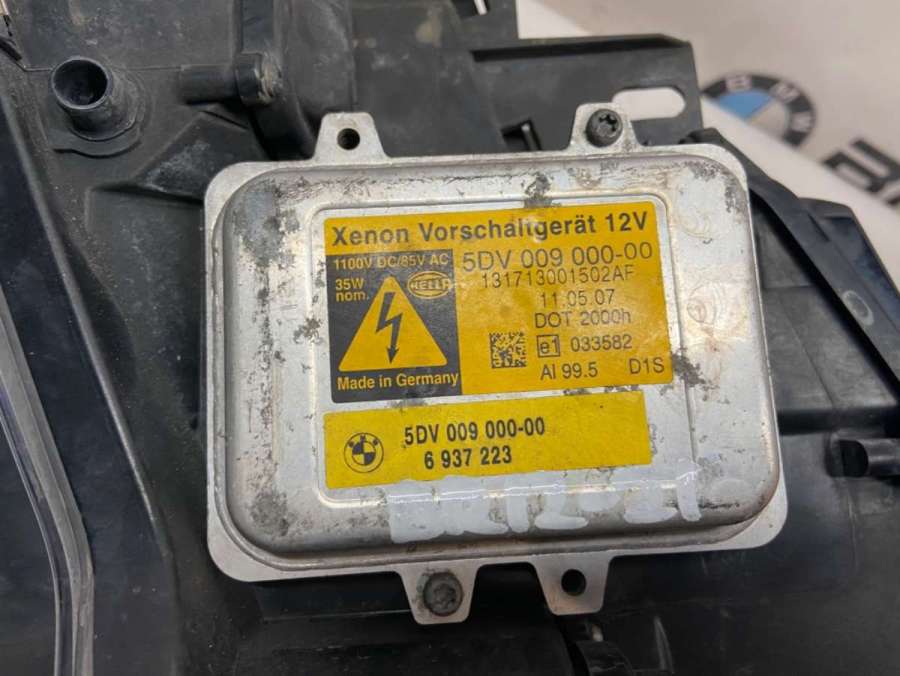 Xenon Vorschaltgerät 12V
1100V DC/85V AC
35W
nom.
HELLA
Made in Germany
5DV 009 000-00
131713001502AF
11.05.07
DOT 2000h
e1 033582
Al 99.5 D1S
5DV 009 000-00
6 937 223
BMW